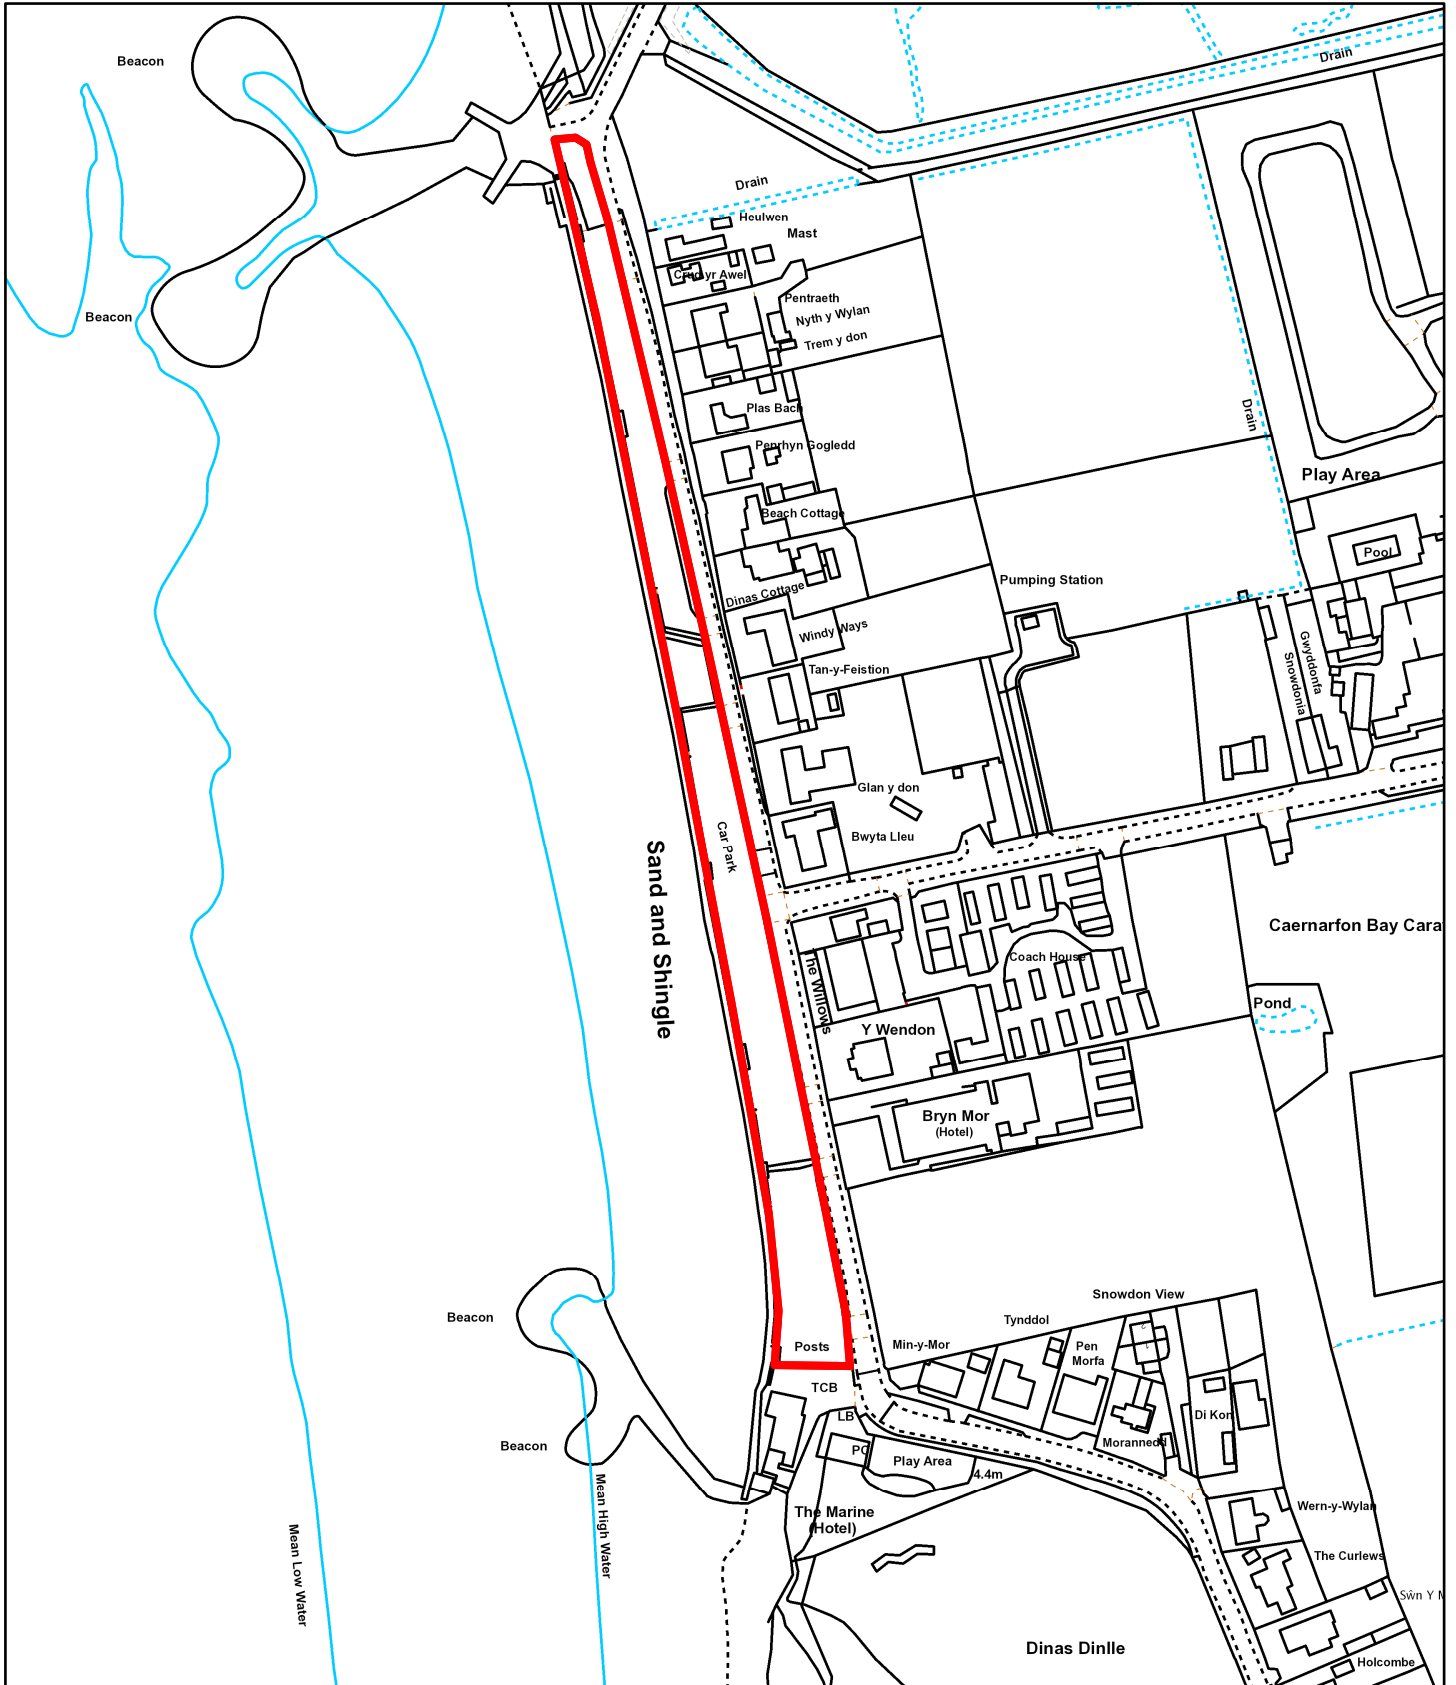 Beacon
Drain
Drain
Heulwen
Mast
Crud yr Awel
Beacon
Pentraeth
Nyth y Wylan
Trem y don
Plas Bach
Drain
Penrhyn Gogledd
Play Area
Beach Cottage
Pool
Pumping Station
Dinas Cottage
Windy Ways
Gwyddonfa
Snowdonia
Tan-y-Feistion
Glan y don
Car Park
Bwyta Lleu
Sand and Shingle
Caernarfon Bay Cara
Coach House
The Willows
Pond
Y Wendon
Bryn Mor
(Hotel)
Snowdon View
Beacon
Tynddol
Posts
Min-y-Mor
Pen
Morfa
TCB
LB
Di Kon
Beacon
PC
Morannedd
Play Area
4.4m
Mean High Water
Wern-y-Wylan
The Marine
(Hotel)
Mean Low Water
The Curlews
Sŵn Y M
Dinas Dinlle
Holcombe